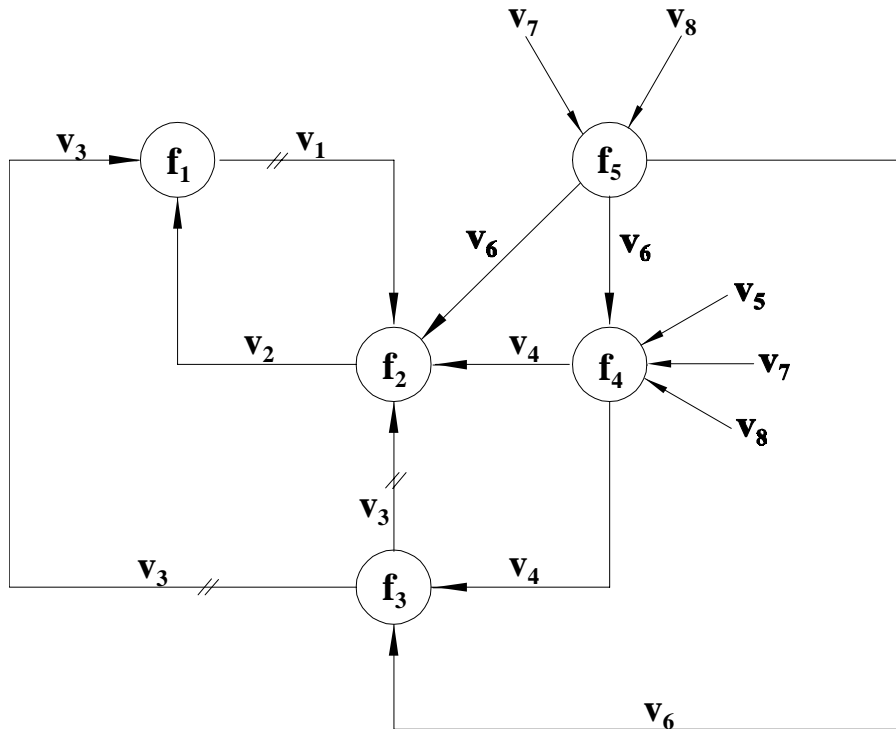 v₇ v₈
v₃ f₁ v₁ f₅
v₆ v₆
v₅
v₂ f₂ v₄ f₄ v₇
v₈
v₃
v₃ f₃ v₄
v₆